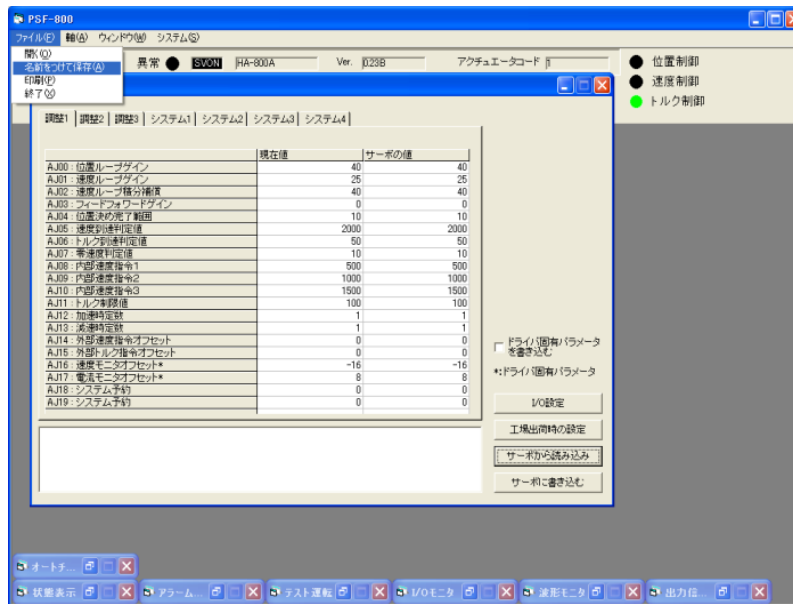 PSF-800
ファイル(F) 軸(A) ウィンドウ(W) システム(S)
開く(O)
名前をつけて保存(A)
印刷(P)
終了(X)
異常 SVON HA-800A Ver. 0.23B アクチュエータコード 1
位置制御
速度制御
トルク制御
調整1 調整2 調整3 システム1 システム2 システム3 システム4
現在値 サーボの値
AJ00:位置ループゲイン 40 40
AJ01:速度ループゲイン 25 25
AJ02:速度ループ積分補償 40 40
AJ03:フィードフォワードゲイン 0 0
AJ04:位置決め完了範囲 10 10
AJ05:速度到達判定値 2000 2000
AJ06:トルク到達判定値 50 50
AJ07:零速度判定値 10 10
AJ08:内部速度指令1 500 500
AJ09:内部速度指令2 1000 1000
AJ10:内部速度指令3 1500 1500
AJ11:トルク制限値 100 100
AJ12:加速時定数 1 1
AJ13:減速時定数 1 1
AJ14:外部速度指令オフセット 0 0
AJ15:外部トルク指令オフセット 0 0
AJ16:速度モニタオフセット* -16 -16
AJ17:電流モニタオフセット* 8 8
AJ18:システム予約 0 0
AJ19:システム予約 0 0
ドライバ固有パラメータ
を書き込む
*:ドライバ固有パラメータ
I/O設定
工場出荷時の設定
サーボから読み込み
サーボに書き込む
オートチ...
状態表示 アラーム... テスト運転 I/Oモニタ 波形モニタ 出力信...